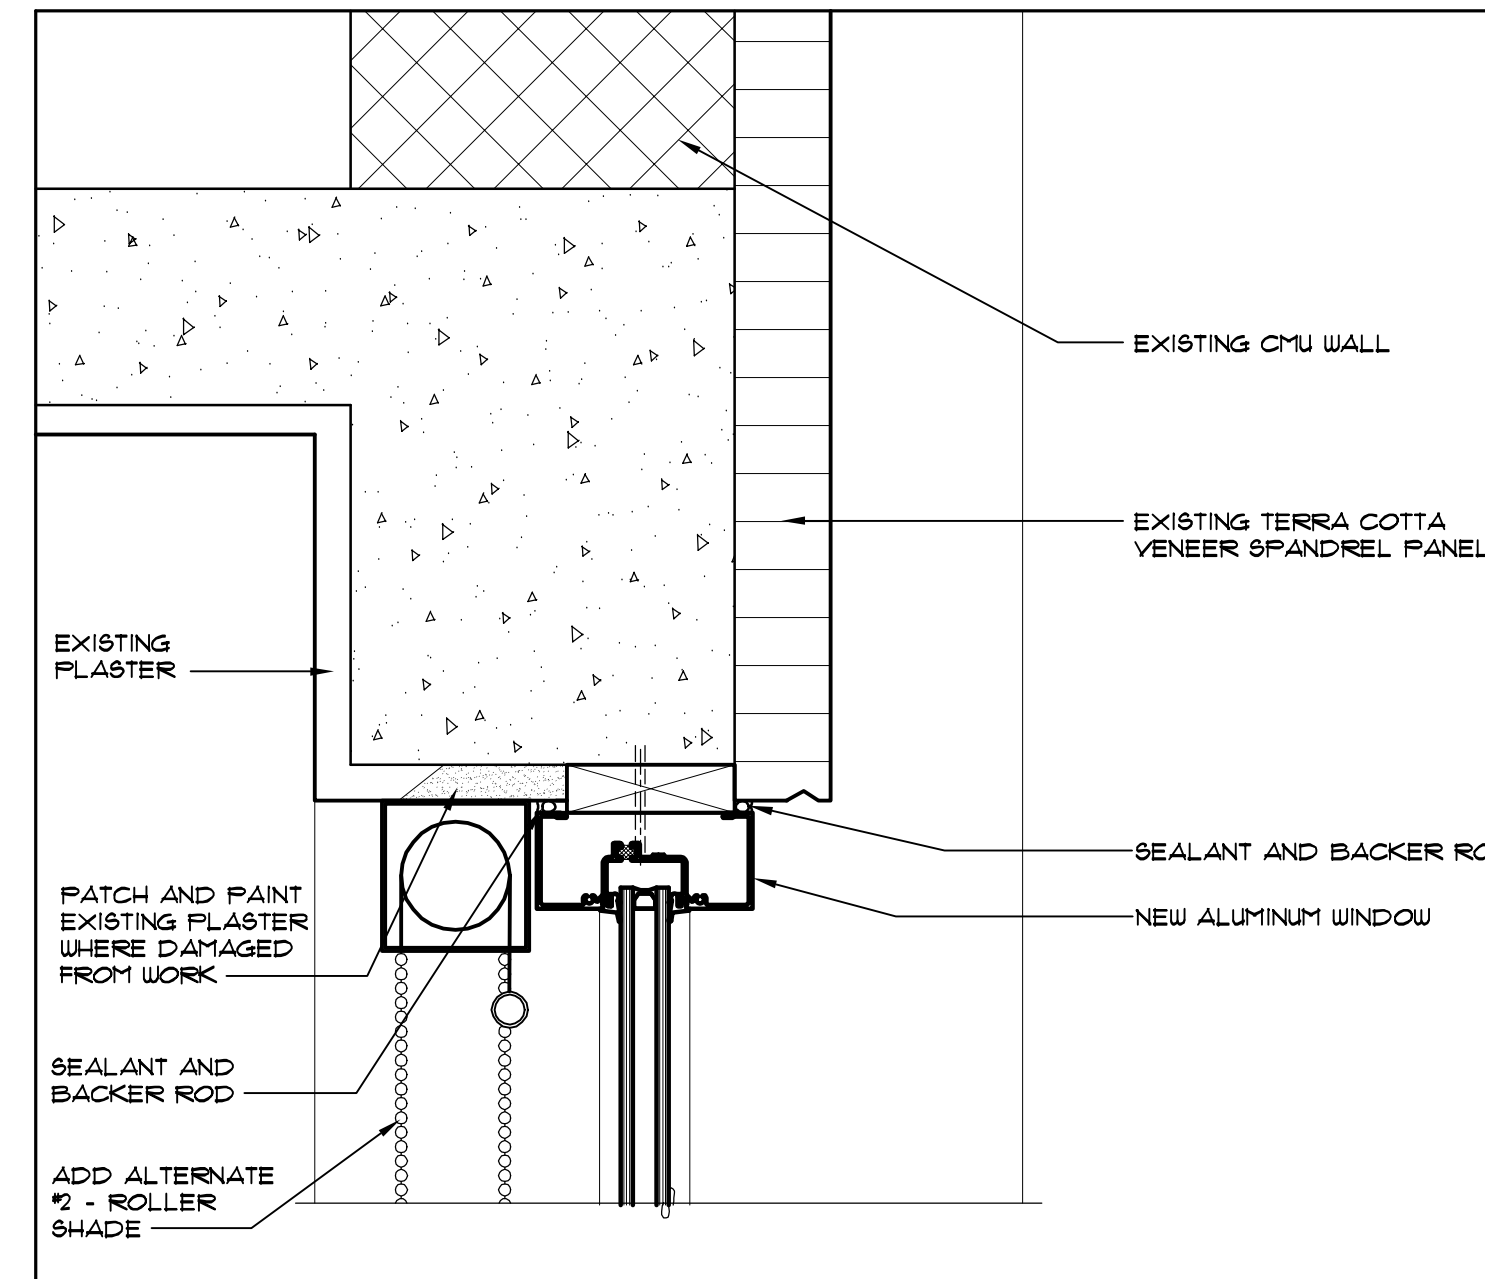 EXISTING CMU WALL
EXISTING TERRA COTTA
VENEER SPANDREL PANEL
EXISTING
PLASTER
SEALANT AND BACKER RO
NEW ALUMINUM WINDOW
PATCH AND PAINT
EXISTING PLASTER
WHERE DAMAGED
FROM WORK
SEALANT AND
BACKER ROD
ADD ALTERNATE
#2 - ROLLER
SHADE